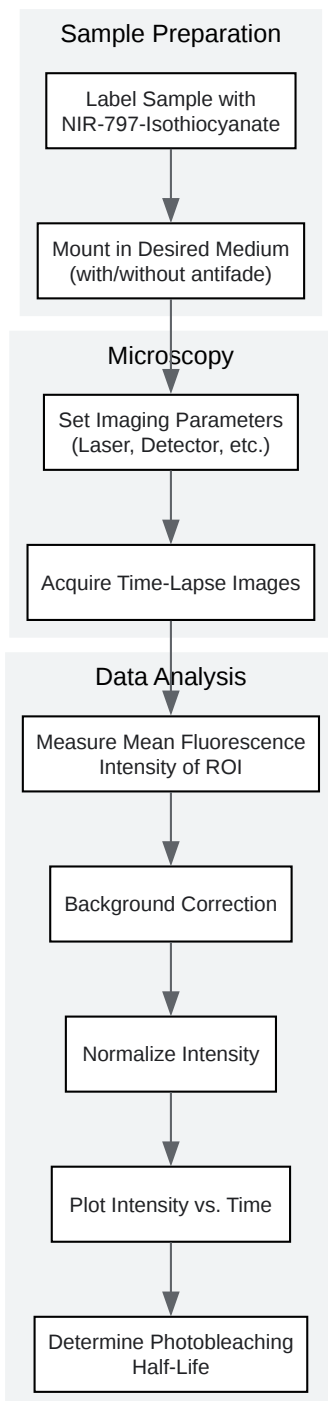 Sample Preparation
Label Sample with
NIR-797-Isothiocyanate
Mount in Desired Medium
(with/without antifade)
Microscopy
Set Imaging Parameters
(Laser, Detector, etc.)
Acquire Time-Lapse Images
Data Analysis
Measure Mean Fluorescence
Intensity of ROI
Background Correction
Normalize Intensity
Plot Intensity vs. Time
Determine Photobleaching
Half-Life